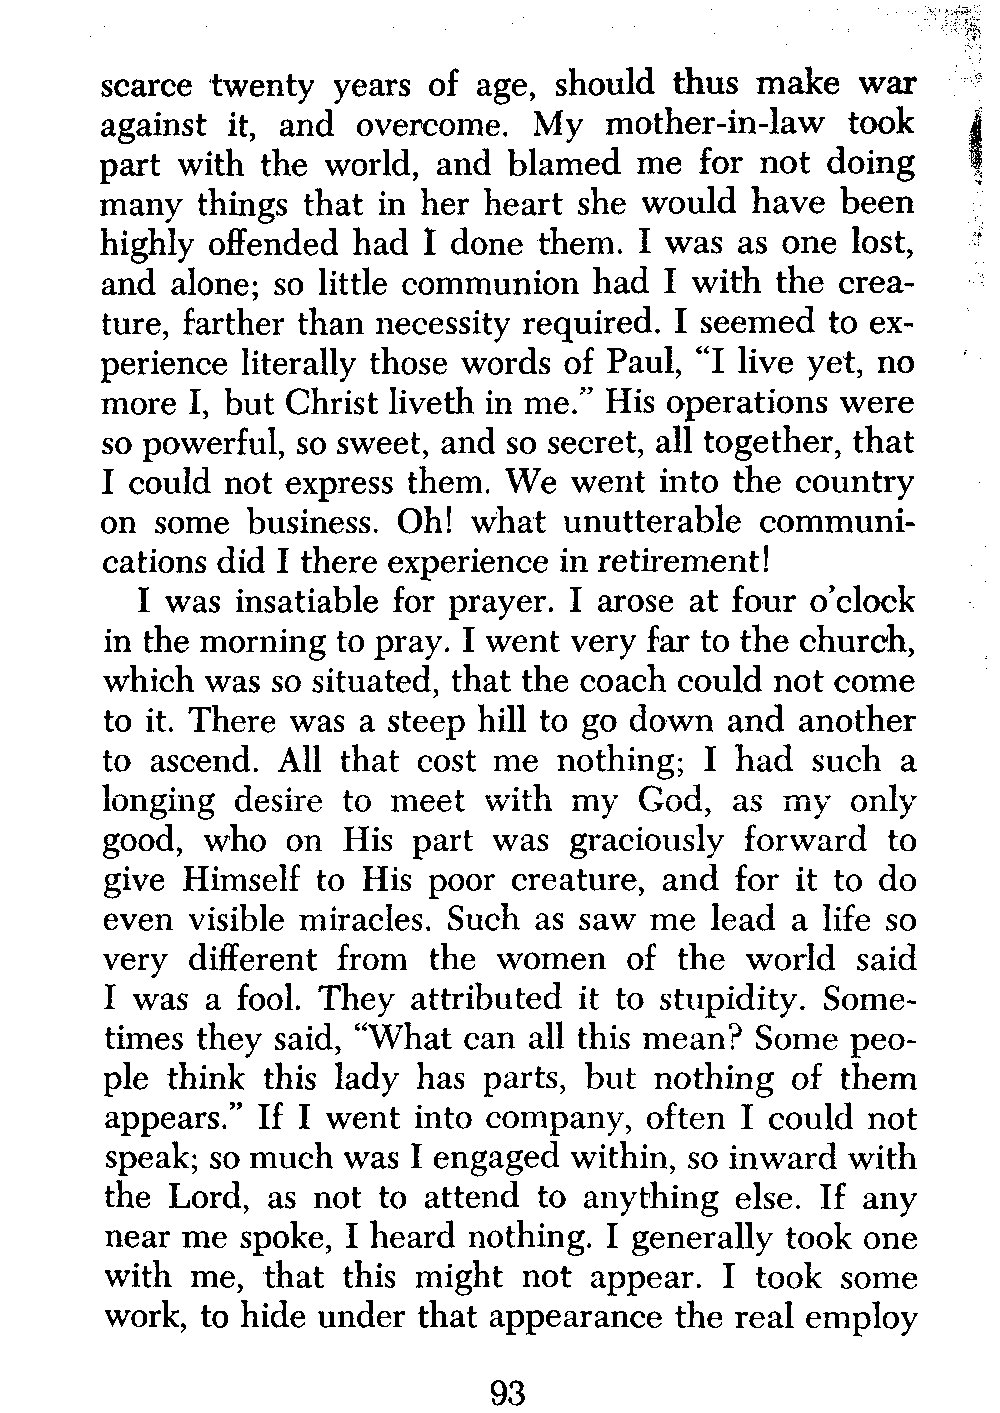 scarce twenty years of age, should thus make war
against it, and overcome. My mother-in-law took
part with the world, and blamed me for not doing
many things that in her heart she would have been
highly offended had I done them. I was as one lost,
and alone; so little communion had I with the crea-
ture, farther than necessity required. I seemed to ex-
perience literally those words of Paul, “I live yet, no
more I, but Christ liveth in me.” His operations were
so powerful, so sweet, and so secret, all together, that
I could not express them. We went into the country
on some business. Oh! what unutterable communi-
cations did I there experience in retirement!
I was insatiable for prayer. I arose at four o’clock
in the morning to pray. I went very far to the church,
which was so situated, that the coach could not come
to it. There was a steep hill to go down and another
to ascend. All that cost me nothing; I had such a
longing desire to meet with my God, as my only
good, who on His part was graciously forward to
give Himself to His poor creature, and for it to do
even visible miracles. Such as saw me lead a life so
very different from the women of the world said
I was a fool. They attributed it to stupidity. Some-
times they said, “What can all this mean? Some peo-
ple think this lady has parts, but nothing of them
appears.” If I went into company, often I could not
speak; so much was I engaged within, so inward with
the Lord, as not to attend to anything else. If any
near me spoke, I heard nothing. I generally took one
with me, that this might not appear. I took some
work, to hide under that appearance the real employ
93